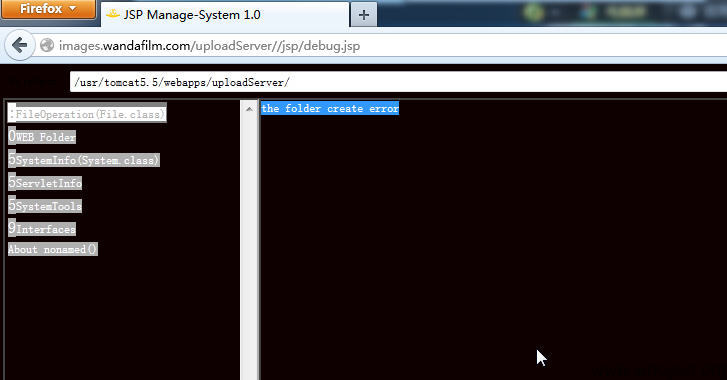 Firefox
JSP Manage-System 1.0
images.wandafilm.com/uploadServer//jsp/debug.jsp
/usr/tomcat5.5/webapps/uploadServer/
:FileOperation(File.class)
0WEB Folder
5SystemInfo(System.class)
5ServletInfo
5SystemTools
9Interfaces
About nonamed()
the folder create error